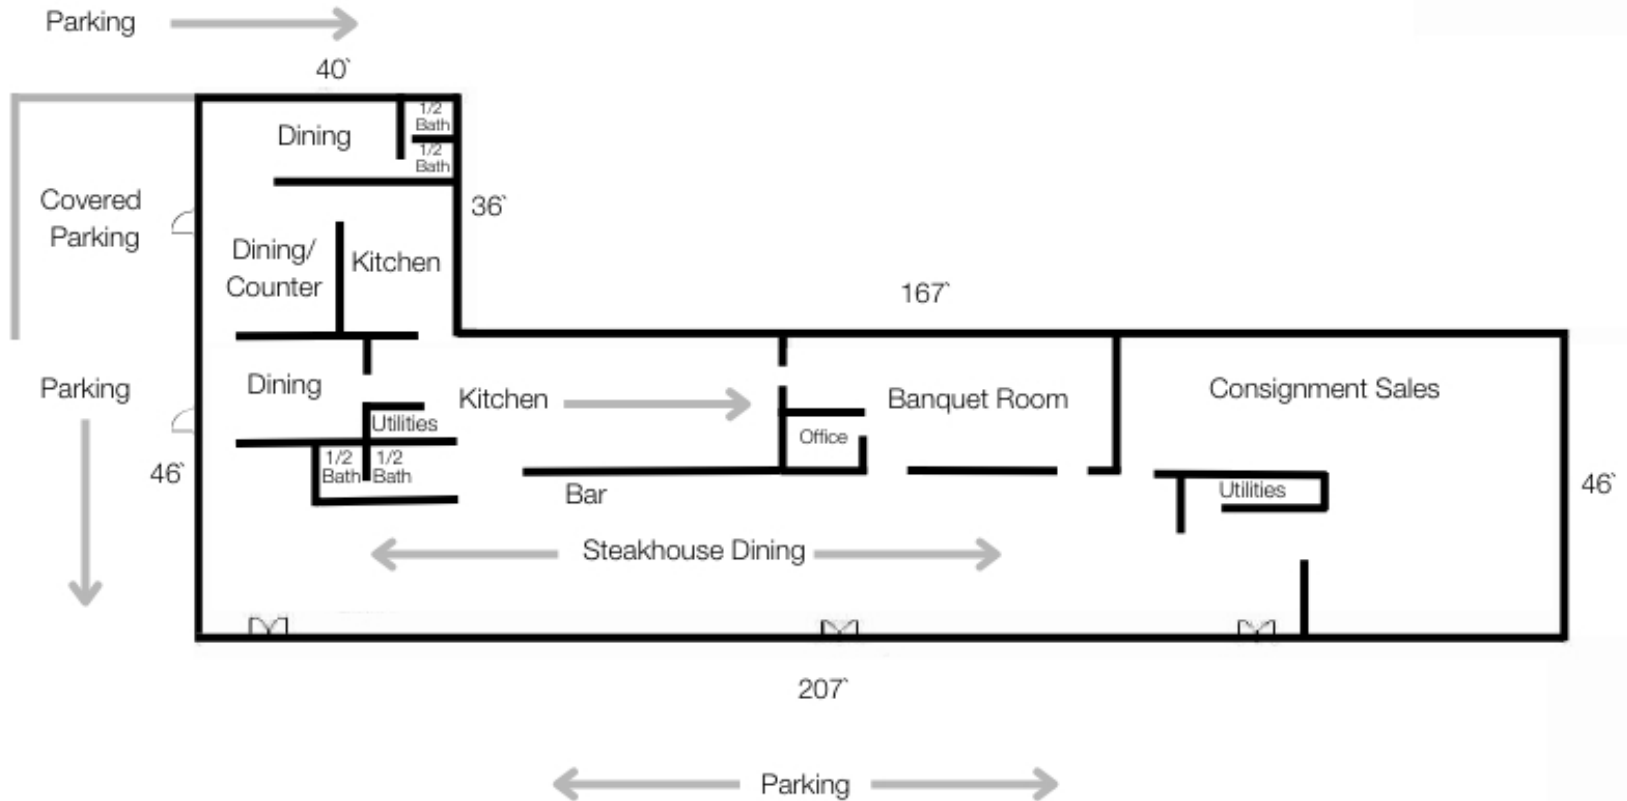 Parking
40`
1/2
Bath
Dining
1/2
Bath
Covered
Parking
36`
Dining/
Counter
Kitchen
167`
Parking
Dining
Kitchen
Banquet Room
Consignment Sales
Utilities
Office
1/2
Bath
1/2
Bath
46`
Bar
Utilities
46`
Steakhouse Dining
207`
Parking